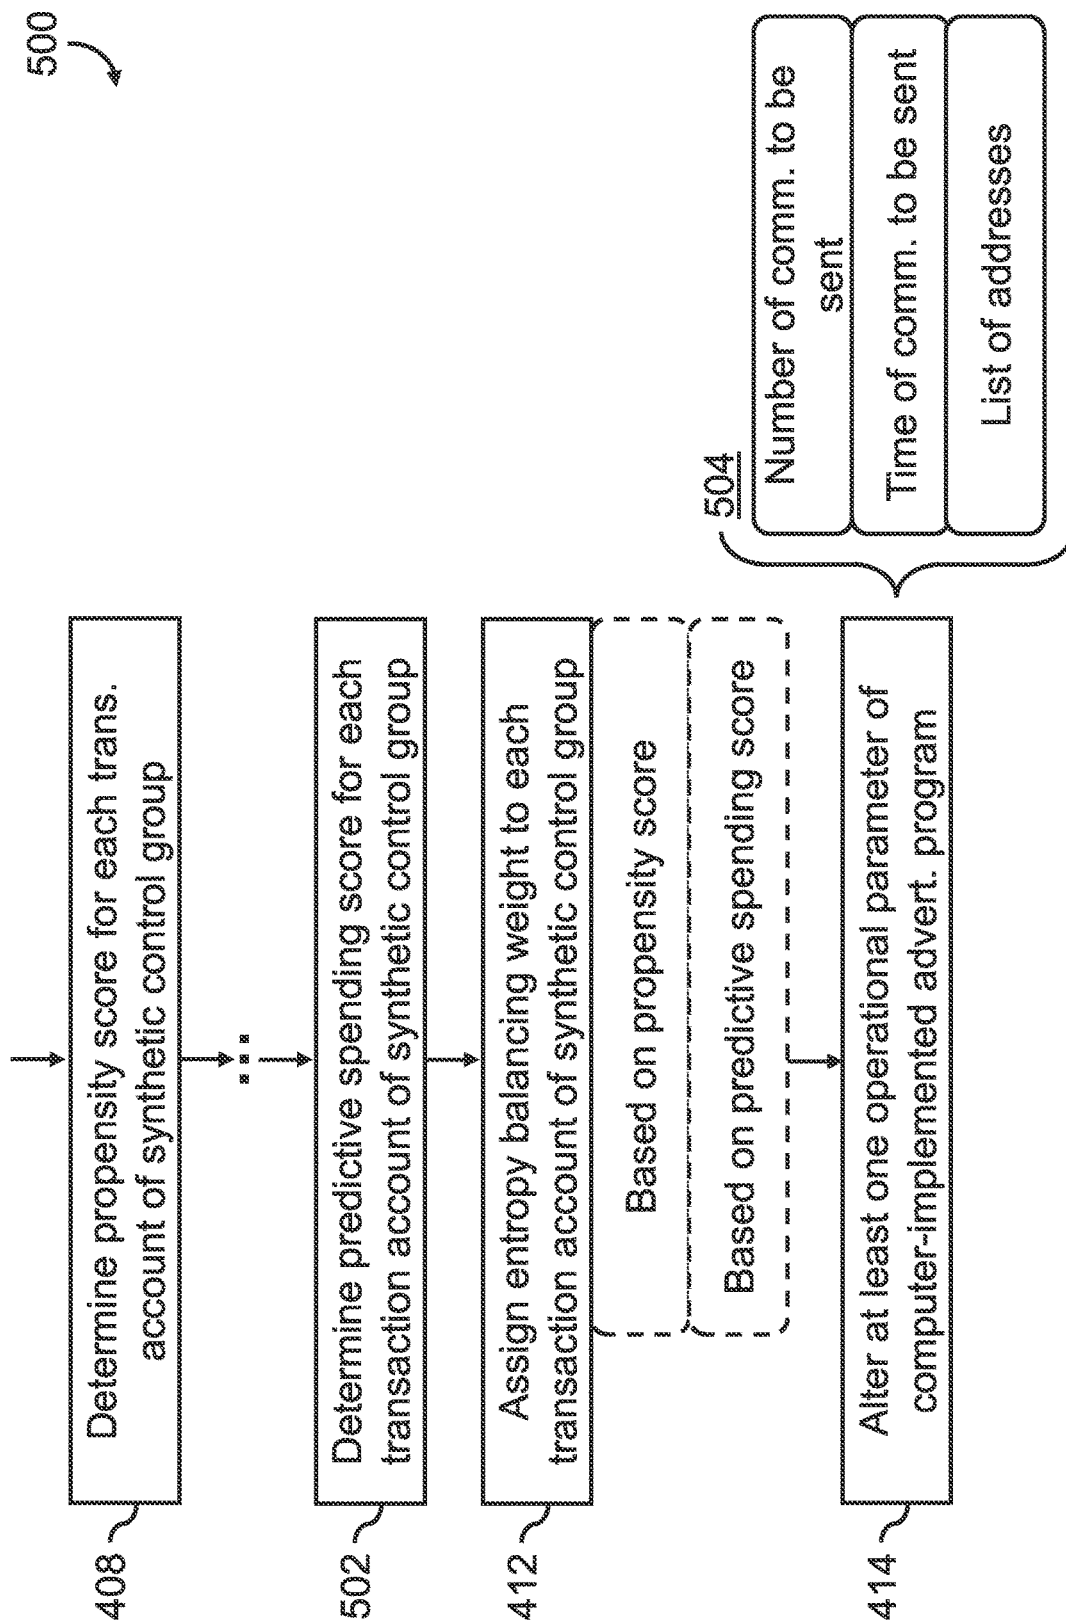 500
408
Determine propensity score for each trans.
account of synthetic control group
502
Determine predictive spending score for each
transaction account of synthetic control group
412
Assign entropy balancing weight to each
transaction account of synthetic control group
Based on propensity score
Based on predictive spending score
414
Alter at least one operational parameter of
computer-implemented advert. program
504
Number of comm. to be
sent
Time of comm. to be sent
List of addresses